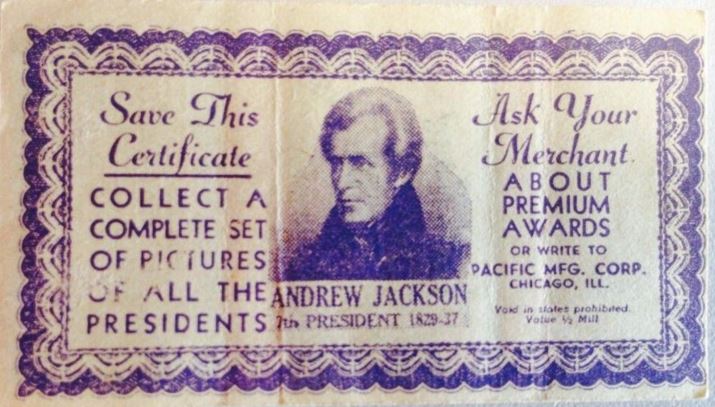 Save This
Certificate
COLLECT A
COMPLETE SET
OF PICTURES
OF ALL THE
PRESIDENTS
ANDREW JACKSON
7th PRESIDENT 1829-37
Ask Your
Merchant
ABOUT
PREMIUM
AWARDS
OR WRITE TO
PACIFIC MFG. CORP.
CHICAGO, ILL.
Void in states prohibited.
Value ½ Mill